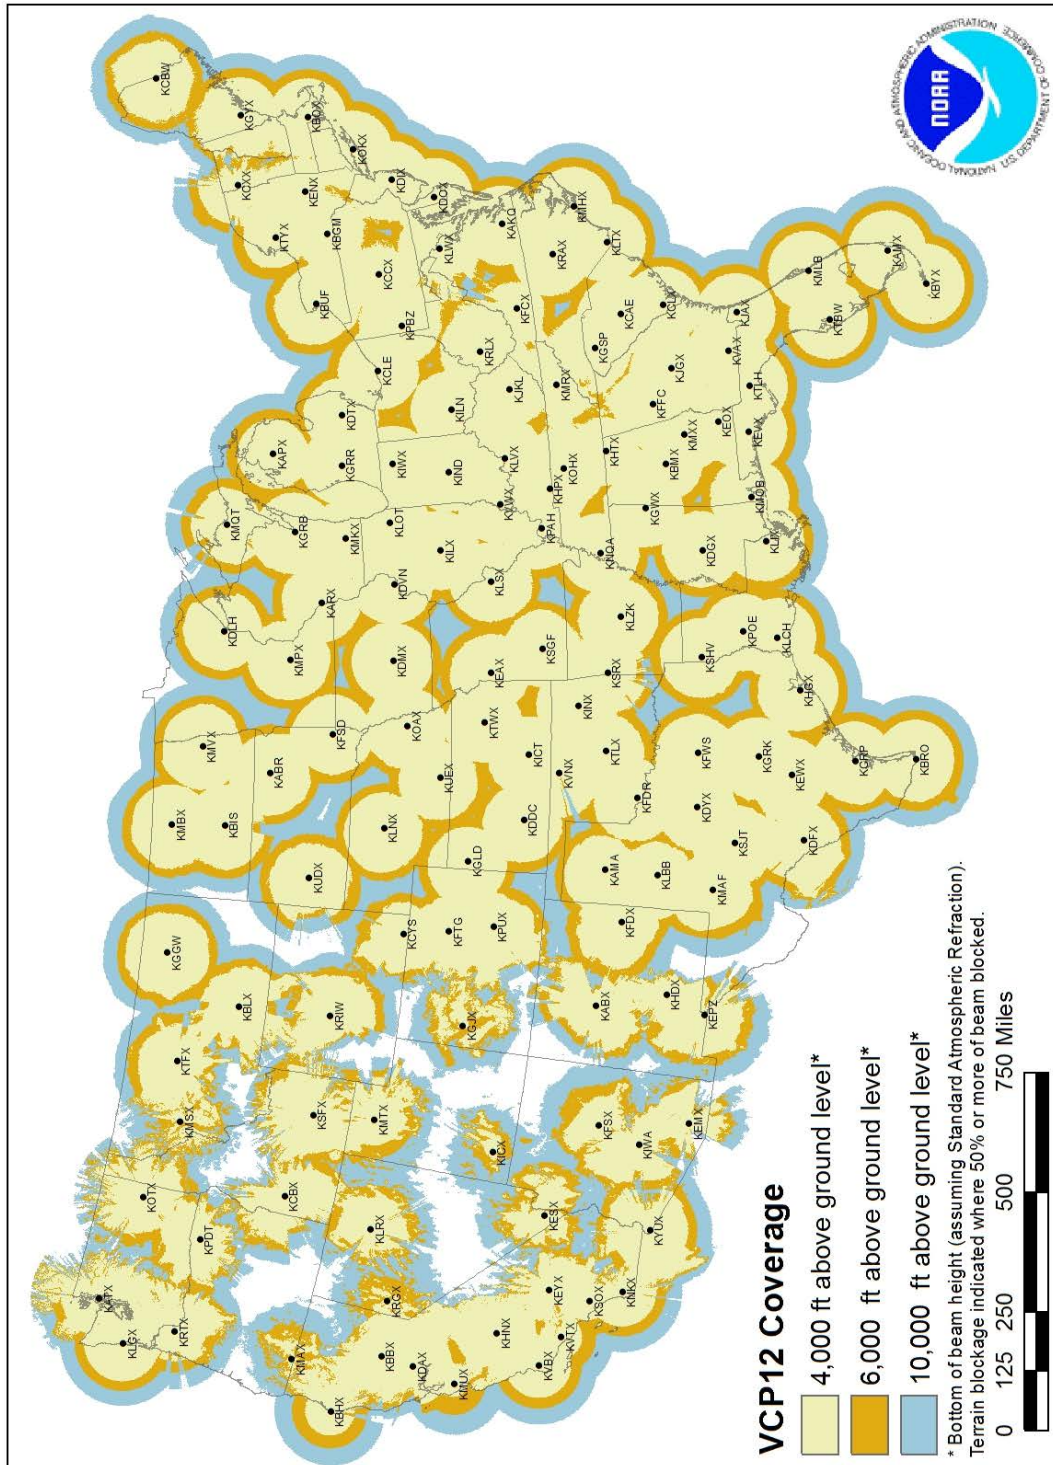 VCP12 Coverage
4,000 ft above ground level*
6,000 ft above ground level*
10,000 ft above ground level*
* Bottom of beam height (assuming Standard Atmospheric Refraction).
Terrain blockage indicated where 50% or more of beam blocked.
0 125 250 500 750 Miles
NATIONAL OCEANIC AND ATMOSPHERIC ADMINISTRATION
U.S. DEPARTMENT OF COMMERCE
NOAA
KLGX
KATX
KRTX
KPDT
KOTX
KMSX
KTFX
KGGW
KBLX
KMBX
KBIS
KMVX
KABR
KUDX
KFSD
KDLH
KMPX
KARX
KMQT
KGRB
KMKX
KAPX
KGRR
KDTX
KCLE
KBUF
KTYX
KBGM
KCXX
KENX
KCBW
KGYX
KBOX
KOKX
KDIX
KDOX
KCCX
KPBZ
KLWX
KAKQ
KFCX
KRLX
KJKL
KILN
KIWX
KIND
KLVX
KLOT
KILX
KDVN
KLSX
KDMX
KOAX
KEAX
KSGF
KTWX
KICT
KUEX
KLNX
KGLD
KDDC
KVNX
KINX
KTLX
KFDR
KSRX
KLZK
KNQA
KPAH
KHPX
KOHX
KMRX
KHTX
KGWX
KBMX
KMXX
KEOX
KFFC
KJGX
KGSP
KCAE
KCLX
KRAX
KMHX
KLTX
KJAX
KVAX
KTLH
KMLB
KTBW
KAMX
KBYX
KMOB
KLIX
KDGX
KSHV
KPOE
KLCH
KHGX
KFWS
KGRK
KEWX
KDYX
KSJT
KDFX
KCRP
KBRO
KAMA
KLBB
KMAF
KFDX
KCYS
KFTG
KPUX
KGJX
KRIW
KABX
KHDX
KEPZ
KSFX
KMTX
KICX
KFSX
KIWA
KEMX
KCBX
KLRX
KESX
KYUX
KRGX
KMAX
KBHX
KBBX
KDAX
KMUX
KHNX
KEYX
KSOX
KNKX
KVTX
KVBX